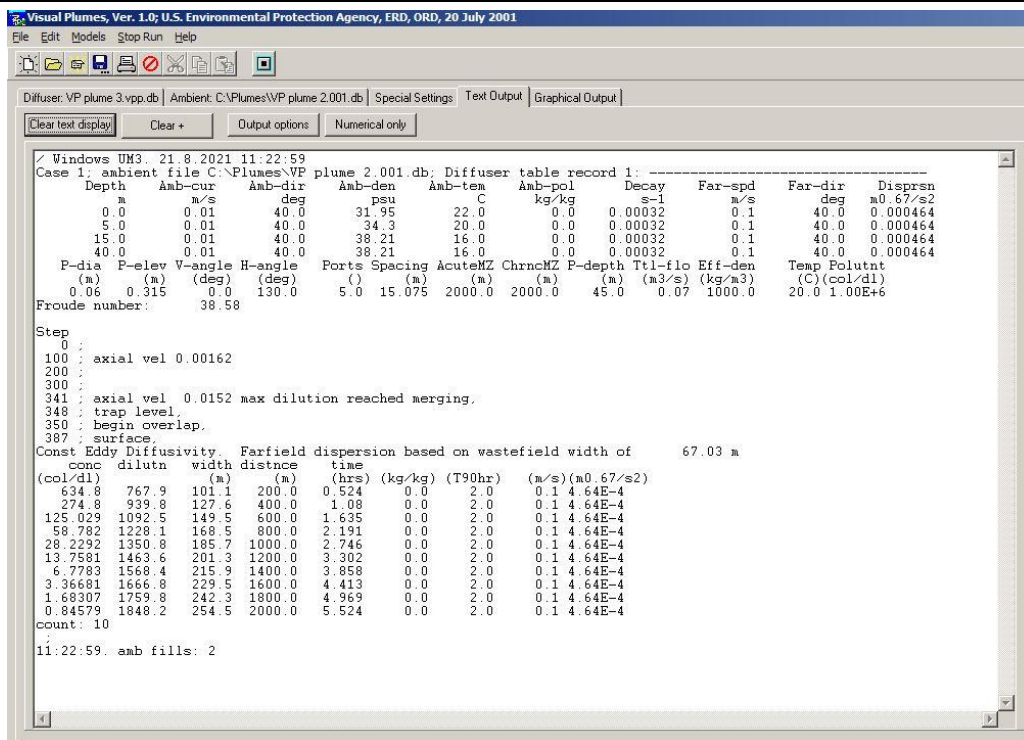 Visual Plumes, Ver. 1.0; U.S. Environmental Protection Agency, ERD, ORD, 20 July 2001
File Edit Models Stop Run Help
Diffuser: VP plume 3.vpp.db Ambient: C:\Plumes\VP plume 2.001.db Special Settings Text Output Graphical Output
Clear text display Clear + Output options Numerical only
/ Windows UM3. 21.8.2021 11:22:59
Case 1; ambient file C:\Plumes\VP plume 2.001.db; Diffuser table record 1: ----------------------------------
Depth Amb-cur Amb-dir Amb-den Amb-tem Amb-pol Decay Far-spd Far-dir Disprsn
m m/s deg psu C kg/kg s-1 m/s deg m0.67/s2
0.0 0.01 40.0 31.95 22.0 0.0 0.00032 0.1 40.0 0.000464
5.0 0.01 40.0 34.3 20.0 0.0 0.00032 0.1 40.0 0.000464
15.0 0.01 40.0 38.21 16.0 0.0 0.00032 0.1 40.0 0.000464
40.0 0.01 40.0 38.21 16.0 0.0 0.00032 0.1 40.0 0.000464
P-dia P-elev V-angle H-angle Ports Spacing AcuteMZ ChrncMZ P-depth Ttl-flo Eff-den Temp Polutnt
(m) (m) (deg) (deg) () (m) (m) (m) (m) (m3/s) (kg/m3) (C)(col/dl)
0.06 0.315 0.0 130.0 5.0 15.075 2000.0 2000.0 45.0 0.07 1000.0 20.0 1.00E+6
Froude number: 38.58
Step
0 ;
100 ; axial vel 0.00162
200 ;
300 ;
341 ; axial vel 0.0152 max dilution reached merging,
348 ; trap level,
350 ; begin overlap,
387 ; surface,
Const Eddy Diffusivity. Farfield dispersion based on wastefield width of 67.03 m
conc dilutn width distnce time
(col/dl) (m) (m) (hrs) (kg/kg) (T90hr) (m/s)(m0.67/s2)
634.8 767.9 101.1 200.0 0.524 0.0 2.0 0.1 4.64E-4
274.8 939.8 127.6 400.0 1.08 0.0 2.0 0.1 4.64E-4
125.029 1092.5 149.5 600.0 1.635 0.0 2.0 0.1 4.64E-4
58.782 1228.1 168.5 800.0 2.191 0.0 2.0 0.1 4.64E-4
28.2292 1350.8 185.7 1000.0 2.746 0.0 2.0 0.1 4.64E-4
13.7581 1463.6 201.3 1200.0 3.302 0.0 2.0 0.1 4.64E-4
6.7783 1568.4 215.9 1400.0 3.858 0.0 2.0 0.1 4.64E-4
3.36681 1666.8 229.5 1600.0 4.413 0.0 2.0 0.1 4.64E-4
1.68307 1759.8 242.3 1800.0 4.969 0.0 2.0 0.1 4.64E-4
0.84579 1848.2 254.5 2000.0 5.524 0.0 2.0 0.1 4.64E-4
count: 10
;
11:22:59. amb fills: 2